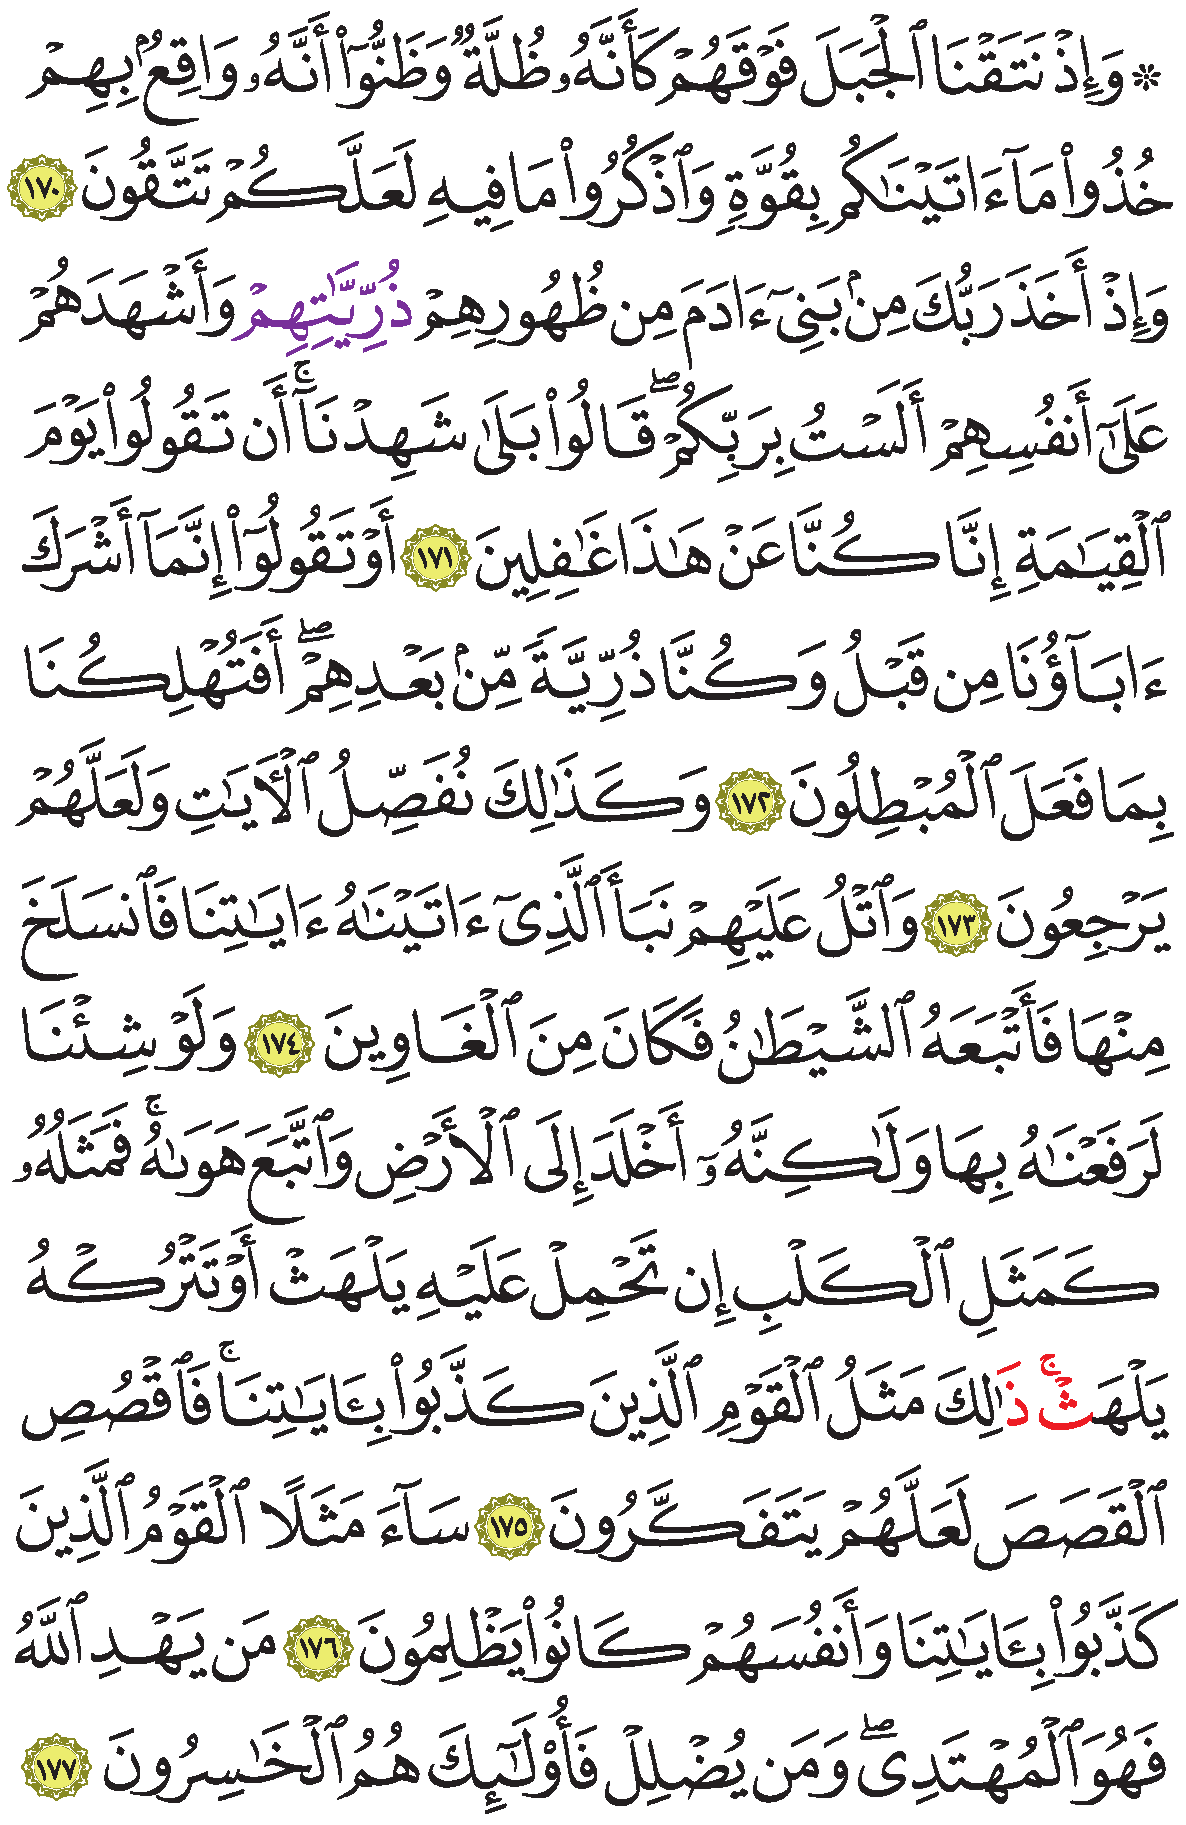 ۞ وَإِذْ نَتَقْنَا ٱلْجَبَلَ فَوْقَهُمْ كَأَنَّهُۥ ظُلَّةٌ وَظَنُّوٓا۟ أَنَّهُۥ وَاقِعٌۢ بِهِمْ
خُذُوا۟ مَآ ءَاتَيْنَـٰكُم بِقُوَّةٍ وَٱذْكُرُوا۟ مَا فِيهِ لَعَلَّكُمْ تَتَّقُونَ ١٧٠
وَإِذْ أَخَذَ رَبُّكَ مِنۢ بَنِىٓ ءَادَمَ مِن ظُهُورِهِمْ ذُرِّيَّـٰتِهِمْ وَأَشْهَدَهُمْ
عَلَىٰٓ أَنفُسِهِمْ أَلَسْتُ بِرَبِّكُمْ ۖ قَالُوا۟ بَلَىٰ شَهِدْنَآ ۚ أَن تَقُولُوا۟ يَوْمَ
ٱلْقِيَـٰمَةِ إِنَّا كُنَّا عَنْ هَـٰذَا غَـٰفِلِينَ ١٧١ أَوْ تَقُولُوٓا۟ إِنَّمَآ أَشْرَكَ
ءَابَآؤُنَا مِن قَبْلُ وَكُنَّا ذُرِّيَّةً مِّنۢ بَعْدِهِمْ ۖ أَفَتُهْلِكُنَا
بِمَا فَعَلَ ٱلْمُبْطِلُونَ ١٧٢ وَكَذَٰلِكَ نُفَصِّلُ ٱلْـَٔايَـٰتِ وَلَعَلَّهُمْ
يَرْجِعُونَ ١٧٣ وَٱتْلُ عَلَيْهِمْ نَبَأَ ٱلَّذِىٓ ءَاتَيْنَـٰهُ ءَايَـٰتِنَا فَٱنسَلَخَ
مِنْهَا فَأَتْبَعَهُ ٱلشَّيْطَـٰنُ فَكَانَ مِنَ ٱلْغَاوِينَ ١٧٤ وَلَوْ شِئْنَا
لَرَفَعْنَـٰهُ بِهَا وَلَـٰكِنَّهُۥٓ أَخْلَدَ إِلَى ٱلْأَرْضِ وَٱتَّبَعَ هَوَىٰهُ ۚ فَمَثَلُهُۥ
كَمَثَلِ ٱلْكَلْبِ إِن تَحْمِلْ عَلَيْهِ يَلْهَثْ أَوْ تَتْرُكْهُ
يَلْهَثْ ۚ ذَٰلِكَ مَثَلُ ٱلْقَوْمِ ٱلَّذِينَ كَذَّبُوا۟ بِـَٔايَـٰتِنَا ۚ فَٱقْصُصِ
ٱلْقَصَصَ لَعَلَّهُمْ يَتَفَكَّرُونَ ١٧٥ سَآءَ مَثَلًا ٱلْقَوْمُ ٱلَّذِينَ
كَذَّبُوا۟ بِـَٔايَـٰتِنَا وَأَنفُسَهُمْ كَانُوا۟ يَظْلِمُونَ ١٧٦ مَن يَهْدِ ٱللَّهُ
فَهُوَ ٱلْمُهْتَدِى ۖ وَمَن يُضْلِلْ فَأُو۟لَـٰٓئِكَ هُمُ ٱلْخَـٰسِرُونَ ١٧٧